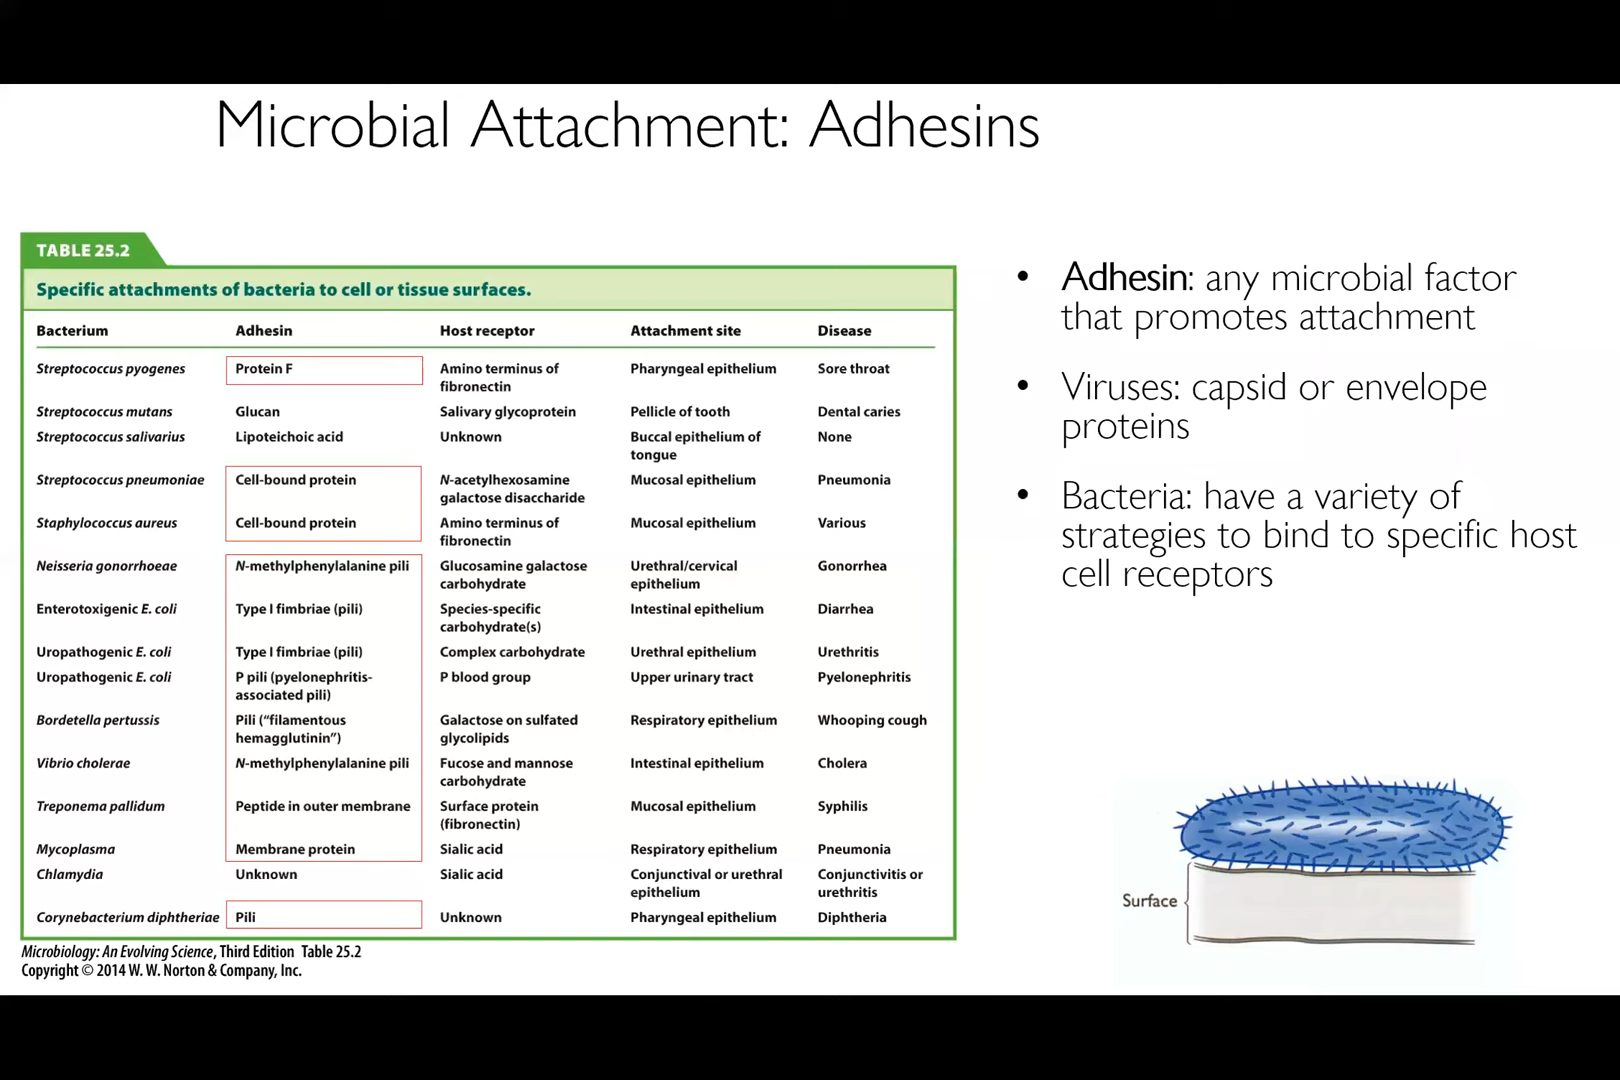 Microbial Attachment: Adhesins
TABLE 25.2
Specific attachments of bacteria to cell or tissue surfaces.
Bacterium Adhesin Host receptor Attachment site Disease
Streptococcus pyogenes Protein F Amino terminus of Pharyngeal epithelium Sore throat
fibronectin
Streptococcus mutans Glucan Salivary glycoprotein Pellicle of tooth Dental caries
Streptococcus salivarius Lipoteichoic acid Unknown Buccal epithelium of None
tongue
Streptococcus pneumoniae Cell-bound protein N-acetylhexosamine Mucosal epithelium Pneumonia
galactose disaccharide
Staphylococcus aureus Cell-bound protein Amino terminus of Mucosal epithelium Various
fibronectin
Neisseria gonorrhoeae N-methylphenylalanine pili Glucosamine galactose Urethral/cervical Gonorrhea
carbohydrate epithelium
Enterotoxigenic E. coli Type I fimbriae (pili) Species-specific Intestinal epithelium Diarrhea
carbohydrate(s)
Uropathogenic E. coli Type I fimbriae (pili) Complex carbohydrate Urethral epithelium Urethritis
Uropathogenic E. coli P pili (pyelonephritis- P blood group Upper urinary tract Pyelonephritis
associated pili)
Bordetella pertussis Pili (“filamentous Galactose on sulfated Respiratory epithelium Whooping cough
hemagglutinin”) glycolipids
Vibrio cholerae N-methylphenylalanine pili Fucose and mannose Intestinal epithelium Cholera
carbohydrate
Treponema pallidum Peptide in outer membrane Surface protein Mucosal epithelium Syphilis
(fibronectin)
Mycoplasma Membrane protein Sialic acid Respiratory epithelium Pneumonia
Chlamydia Unknown Sialic acid Conjunctival or urethral Conjunctivitis or
epithelium urethritis
Corynebacterium diphtheriae Pili Unknown Pharyngeal epithelium Diphtheria
Microbiology: An Evolving Science, Third Edition Table 25.2
Copyright © 2014 W. W. Norton & Company, Inc.
• Adhesin: any microbial factor
that promotes attachment
• Viruses: capsid or envelope
proteins
• Bacteria: have a variety of
strategies to bind to specific host
cell receptors
Surface